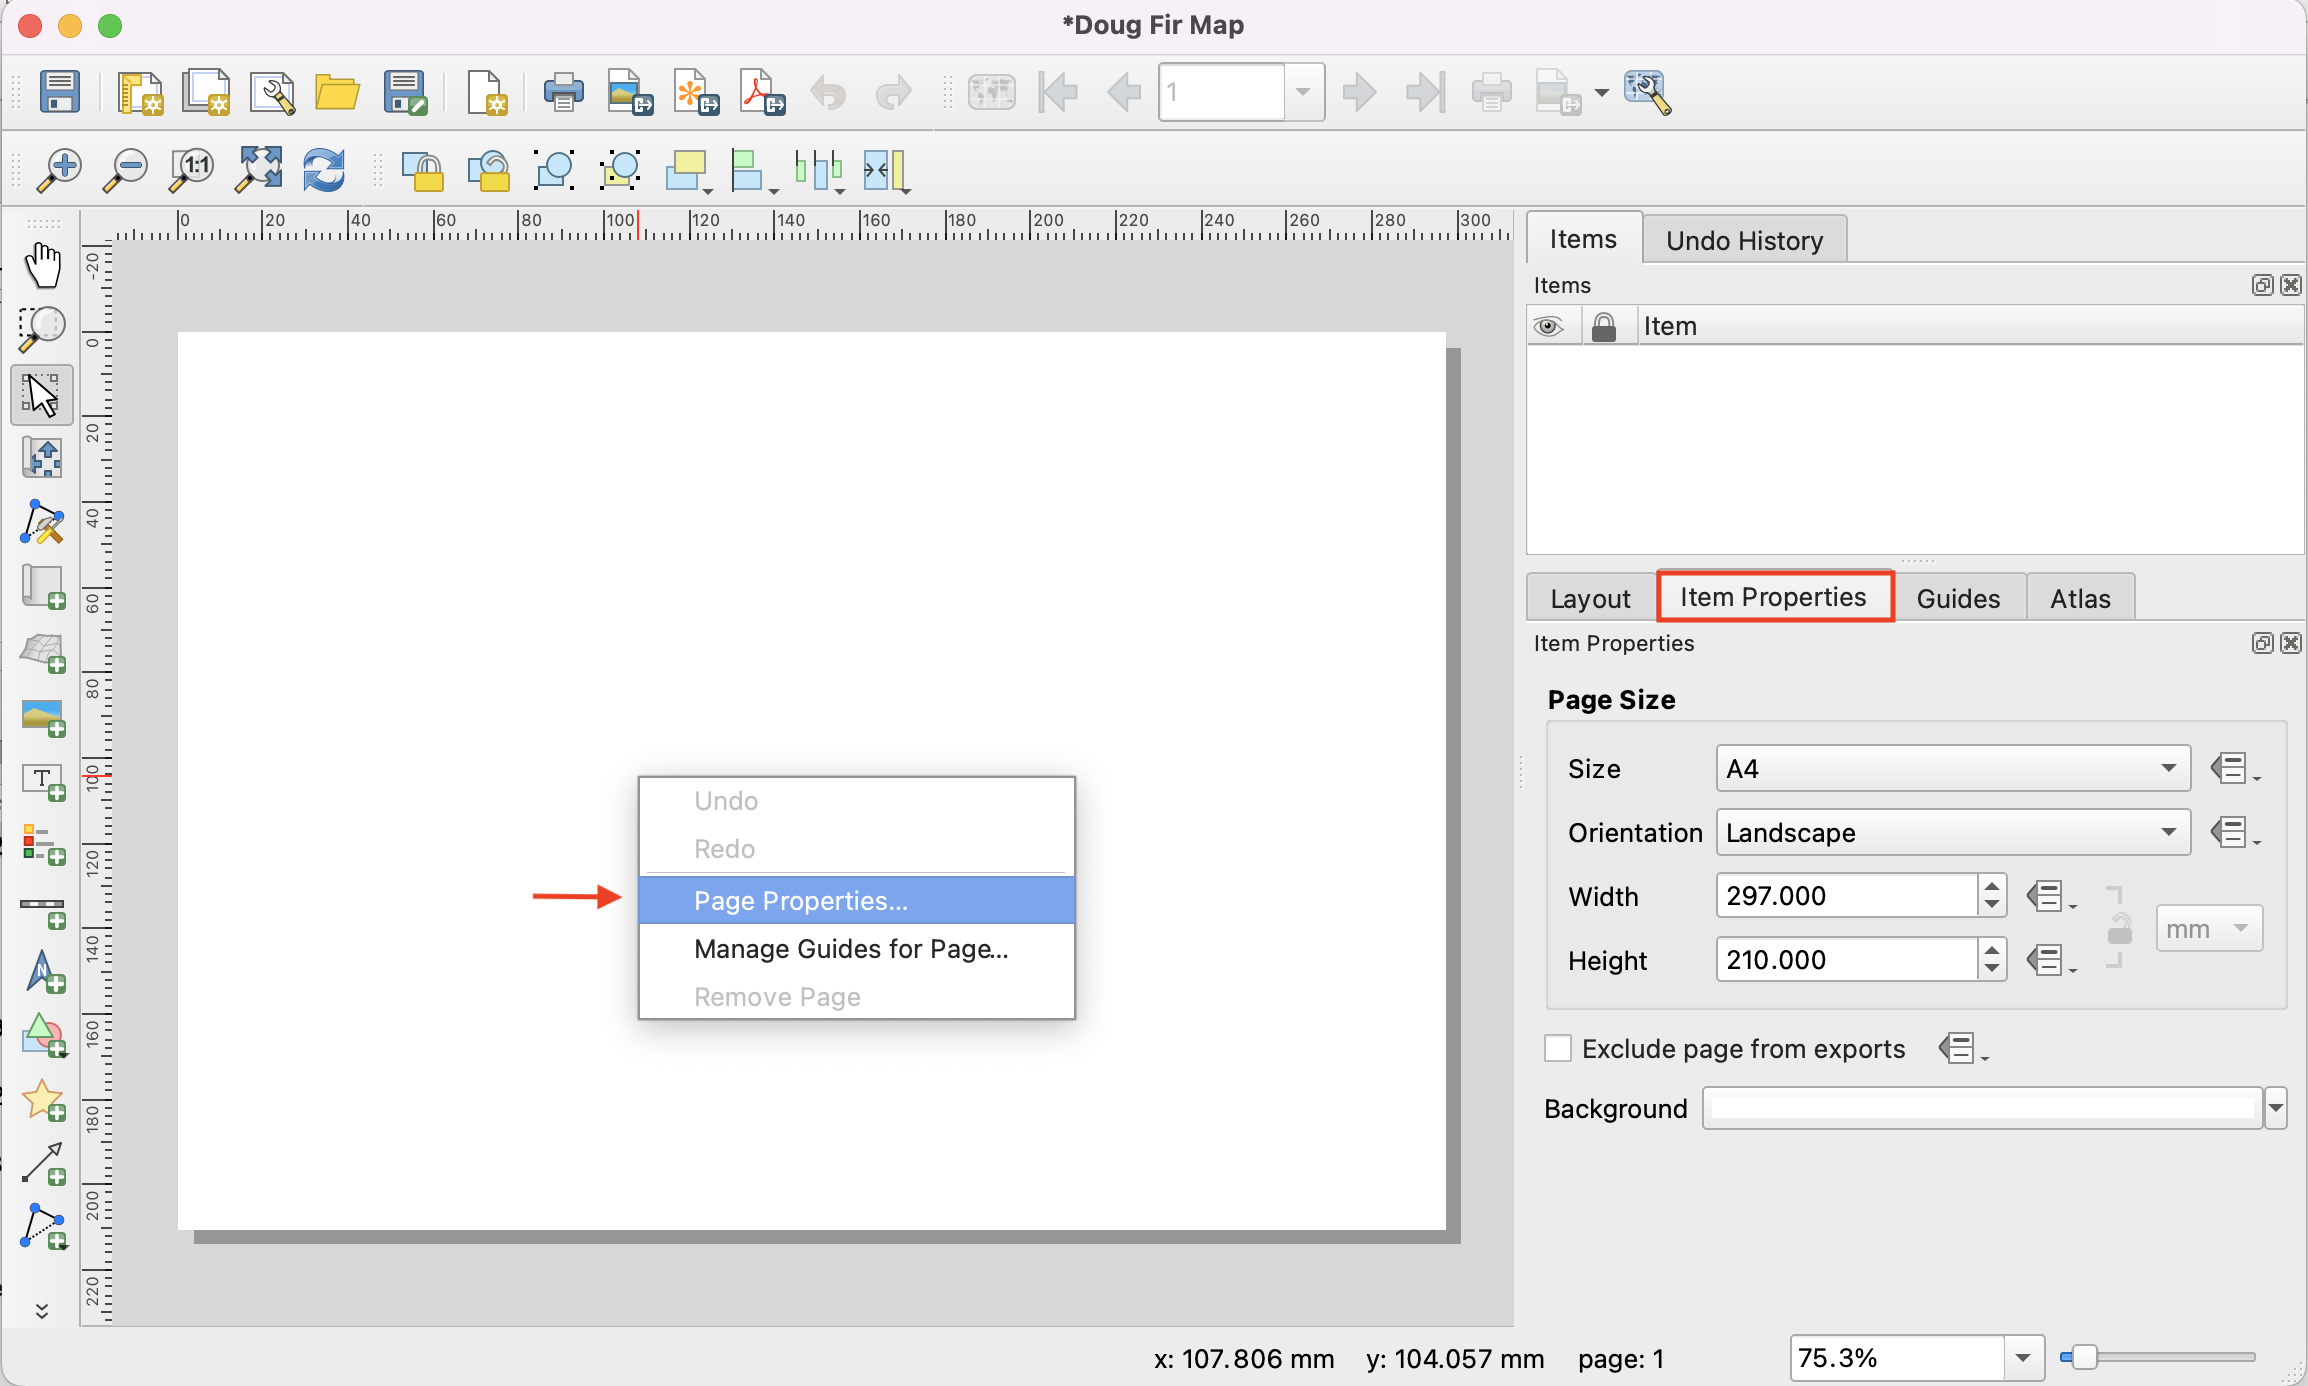 *Doug Fir Map
1
1:1
0 20 40 60 80 100 120 140 160 180 200 220 240 260 280 300
-20
0
20
40
60
80
100
120
140
160
180
200
220
T
N
Undo
Redo
Page Properties...
Manage Guides for Page...
Remove Page
Items Undo History
Items
Item
Layout Item Properties Guides Atlas
Item Properties
Page Size
Size A4
Orientation Landscape
Width 297.000
mm
Height 210.000
Exclude page from exports
Background
x: 107.806 mm y: 104.057 mm page: 1 75.3%